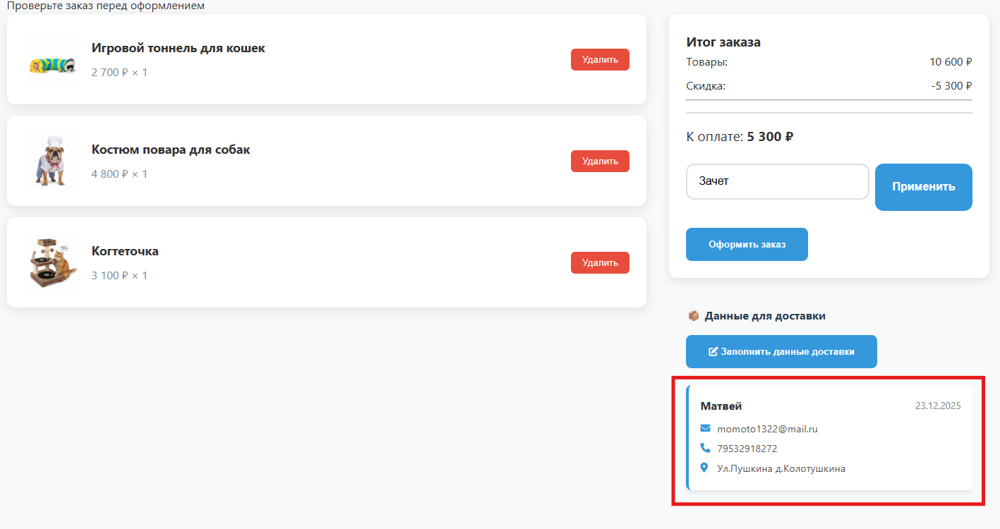 Проверьте заказ перед оформлением
Игровой тоннель для кошек
2 700 ₽ × 1
Удалить
Костюм повара для собак
4 800 ₽ × 1
Удалить
Когтеточка
3 100 ₽ × 1
Удалить
Итог заказа
Товары: 10 600 ₽
Скидка: -5 300 ₽
К оплате: 5 300 ₽
Зачет
Применить
Оформить заказ
Данные для доставки
Заполнить данные доставки
Матвей 23.12.2025
momoto1322@mail.ru
79532918272
Ул.Пушкина д.Колотушкина